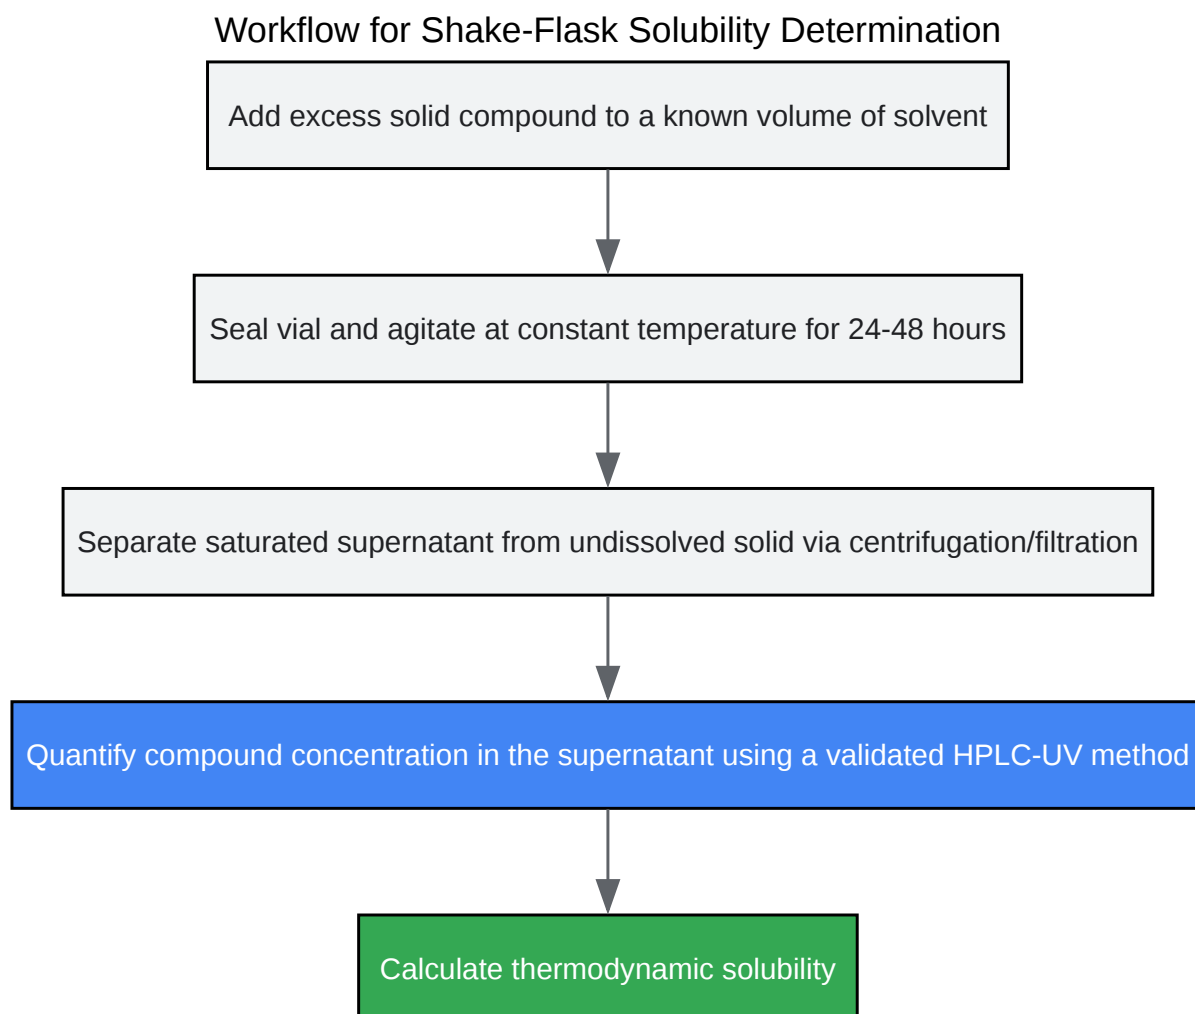 Workflow for Shake-Flask Solubility Determination
Add excess solid compound to a known volume of solvent
Seal vial and agitate at constant temperature for 24-48 hours
Separate saturated supernatant from undissolved solid via centrifugation/filtration
Quantify compound concentration in the supernatant using a validated HPLC-UV method
Calculate thermodynamic solubility